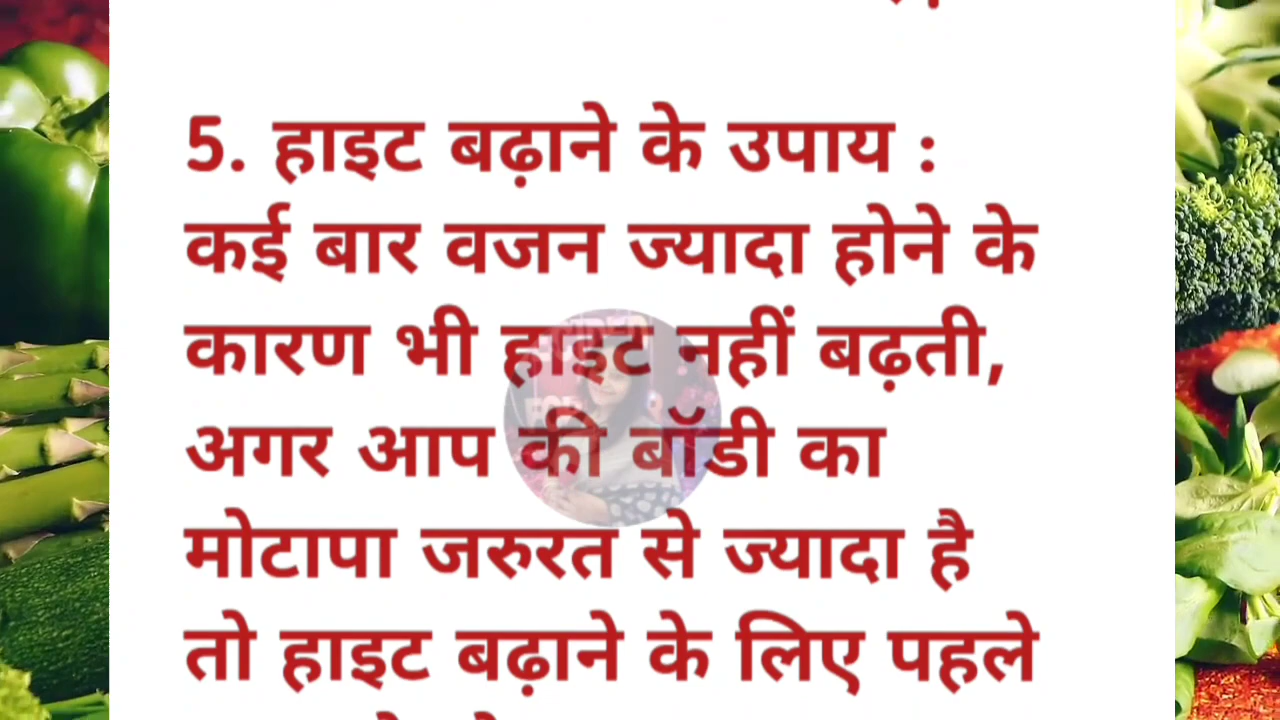 5. हाइट बढ़ाने के उपाय :
कई बार वजन ज्यादा होने के
कारण भी हाइट नहीं बढ़ती,
अगर आप की बॉडी का
मोटापा जरुरत से ज्यादा है
तो हाइट बढ़ाने के लिए पहले